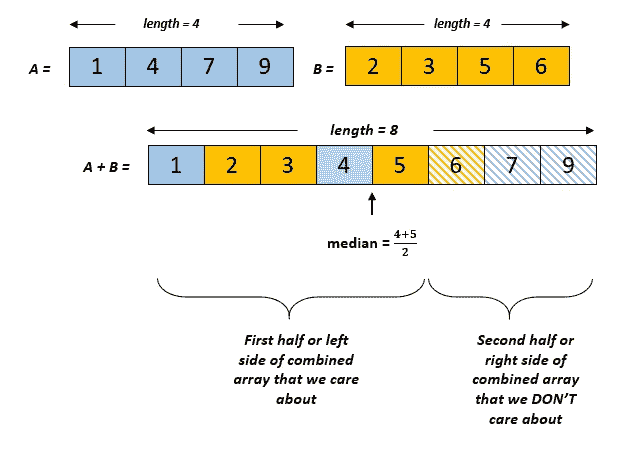 length = 4
length = 4
A = 1 4 7 9
B = 2 3 5 6
length = 8
A + B = 1 2 3 4 5 6 7 9
median = 4+5/2
First half or left
side of combined
array that we care
about
Second half or
right side of
combined array
that we DON'T
care about